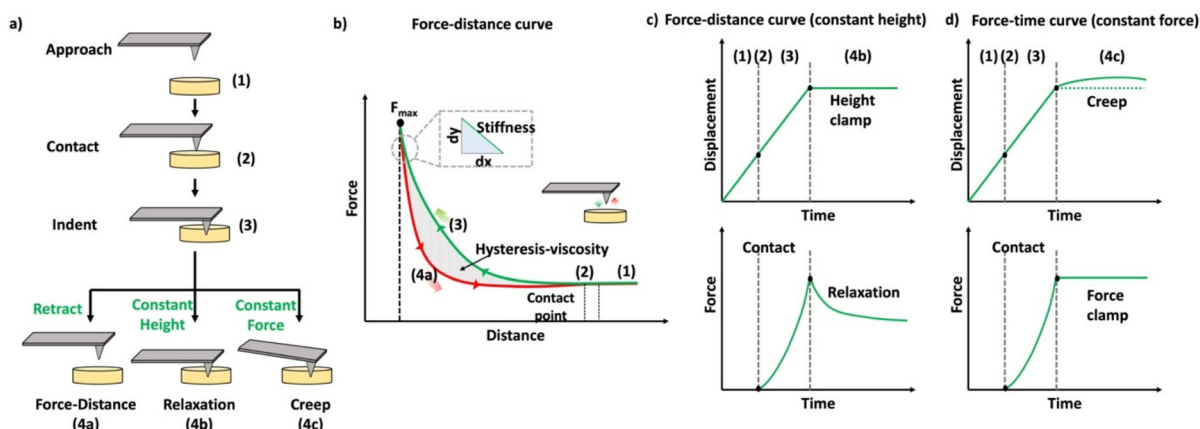 a)
Approach
(1)
Contact
(2)
Indent
(3)
Retract
Constant
Height
Constant
Force
Force-Distance
(4a)
Relaxation
(4b)
Creep
(4c)
b)
Force-distance curve
Fmax
dy
Stiffness
dx
Force
(3)
Hysteresis-viscosity
(4a)
(2)
(1)
Contact
point
Distance
c) Force-distance curve (constant height)
(1) (2) (3) (4b)
Displacement
Height
clamp
Time
Contact
Force
Relaxation
Time
d) Force-time curve (constant force)
(1) (2) (3) (4c)
Displacement
Creep
Time
Contact
Force
Force
clamp
Time